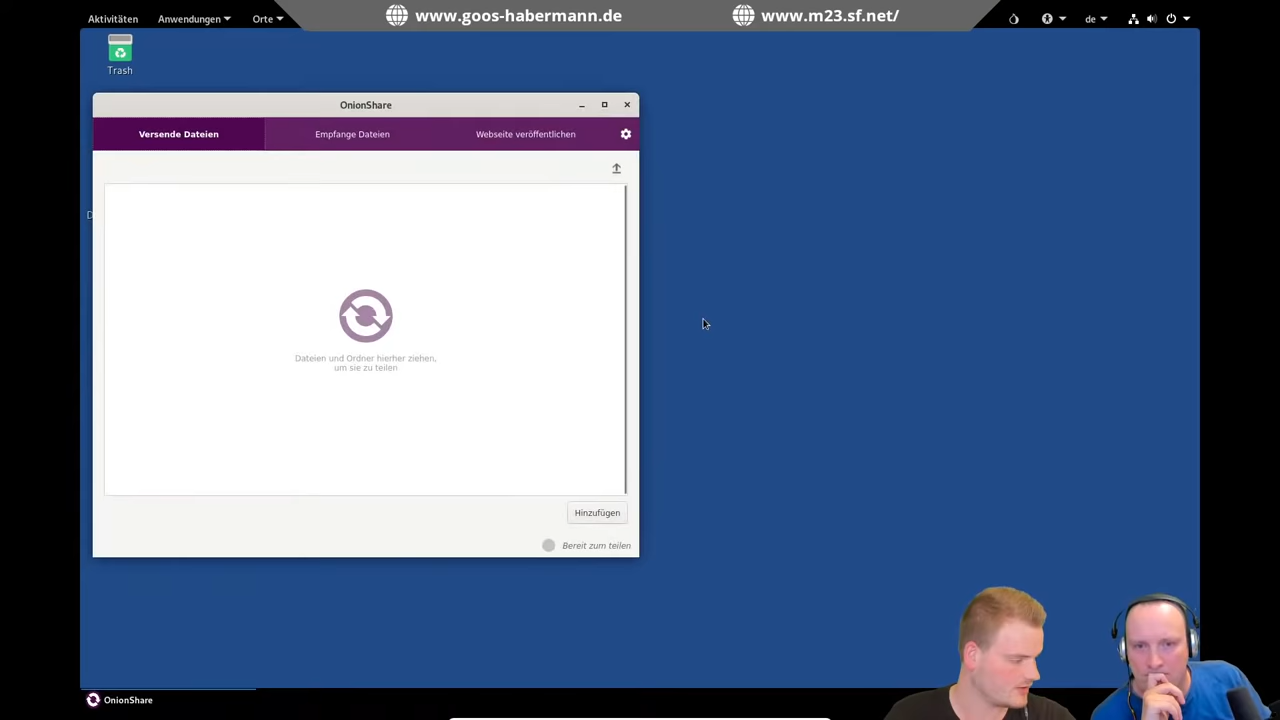 Aktivitäten Anwendungen Orte www.goos-habermann.de www.m23.sf.net/ de
Trash
OnionShare
Versende Dateien Empfange Dateien Webseite veröffentlichen
D
Dateien und Ordner hierher ziehen,
um sie zu teilen
Hinzufügen
Bereit zum teilen
OnionShare